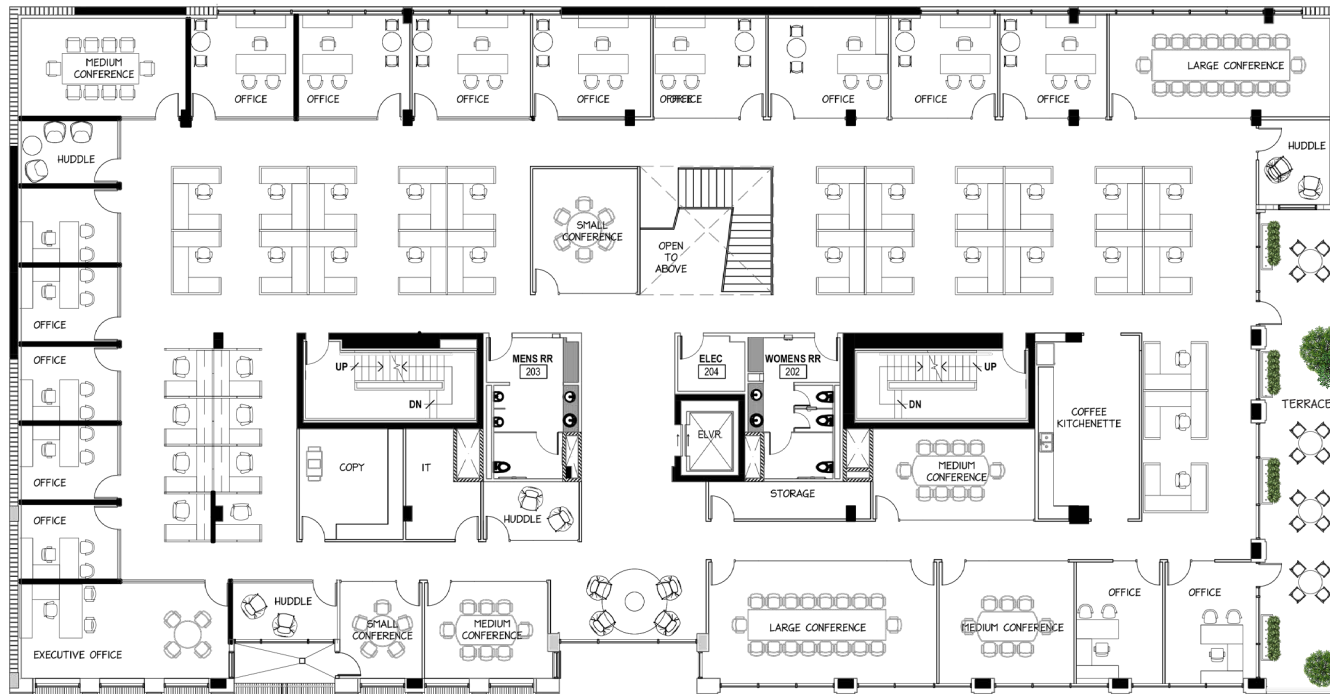 MEDIUM
CONFERENCE
OFFICE
OFFICE
OFFICE
OFFICE
OFFICE
OFFICE
OFFICE
OFFICE
LARGE CONFERENCE
HUDDLE
HUDDLE
SMALL
CONFERENCE
OPEN
TO
ABOVE
OFFICE
OFFICE
OFFICE
OFFICE
UP
DN
MENS RR
203
ELEC
204
WOMENS RR
202
UP
DN
ELVR.
COFFEE
KITCHENETTE
TERRACE
COPY
IT
HUDDLE
STORAGE
MEDIUM
CONFERENCE
EXECUTIVE OFFICE
HUDDLE
SMALL
CONFERENCE
MEDIUM
CONFERENCE
LARGE CONFERENCE
MEDIUM CONFERENCE
OFFICE
OFFICE